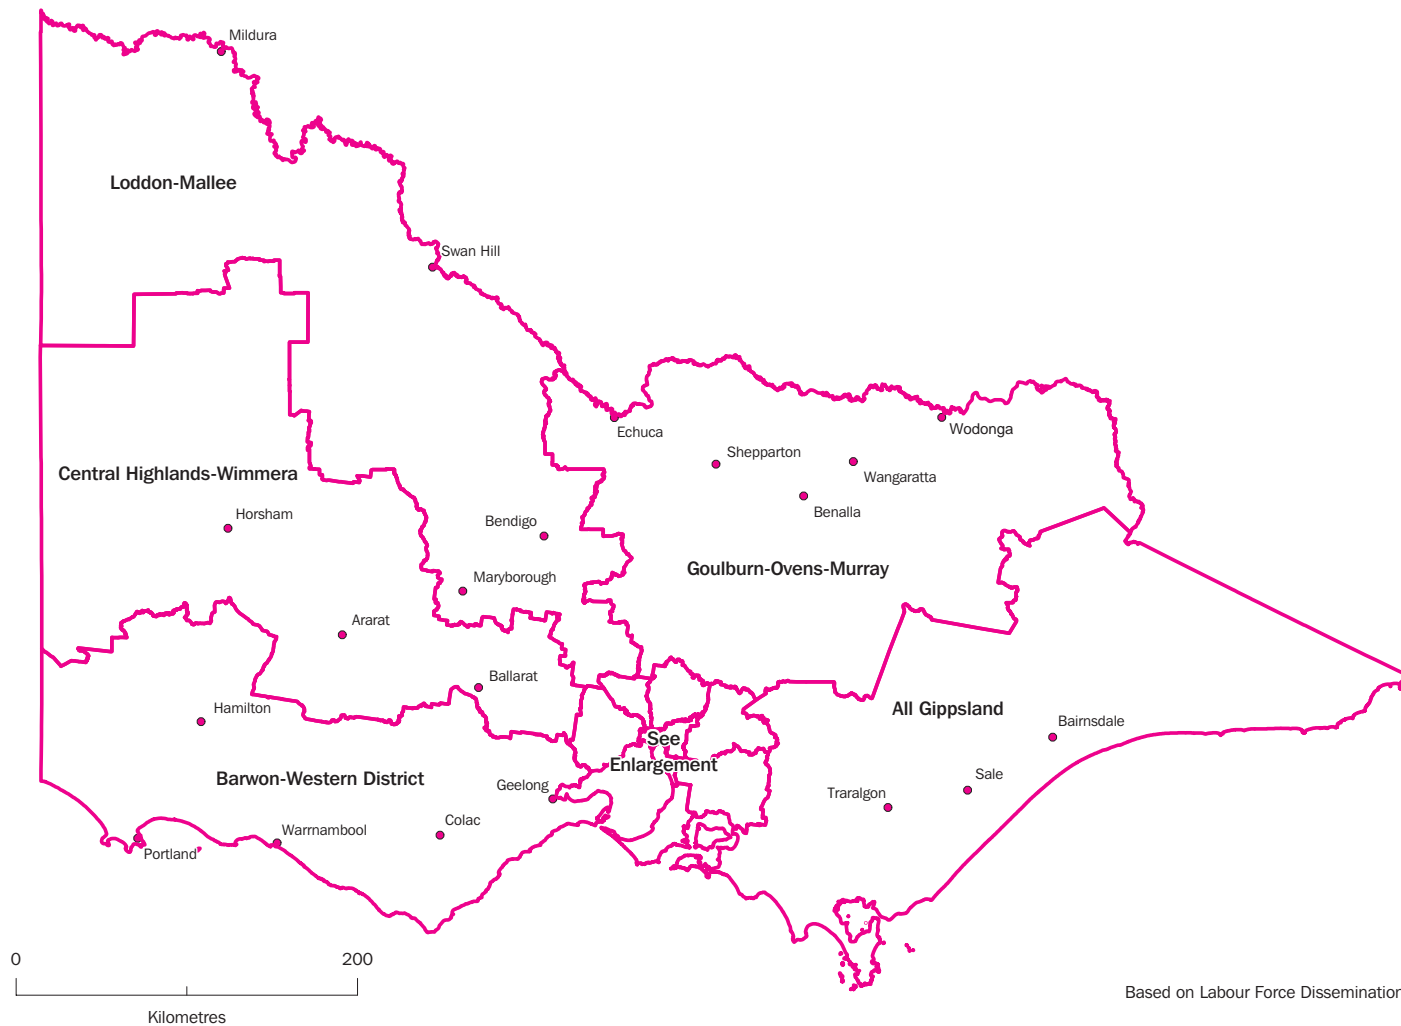 Mildura
Loddon-Mallee
Swan Hill
Echuca
Wodonga
Shepparton
Wangaratta
Central Highlands-Wimmera
Benalla
Horsham
Bendigo
Goulburn-Ovens-Murray
Maryborough
Ararat
Ballarat
Hamilton
All Gippsland
Bairnsdale
See
Enlargement
Barwon-Western District
Geelong
Sale
Traralgon
Colac
Warrnambool
Portland
0 200
Kilometres
Based on Labour Force Dissemination